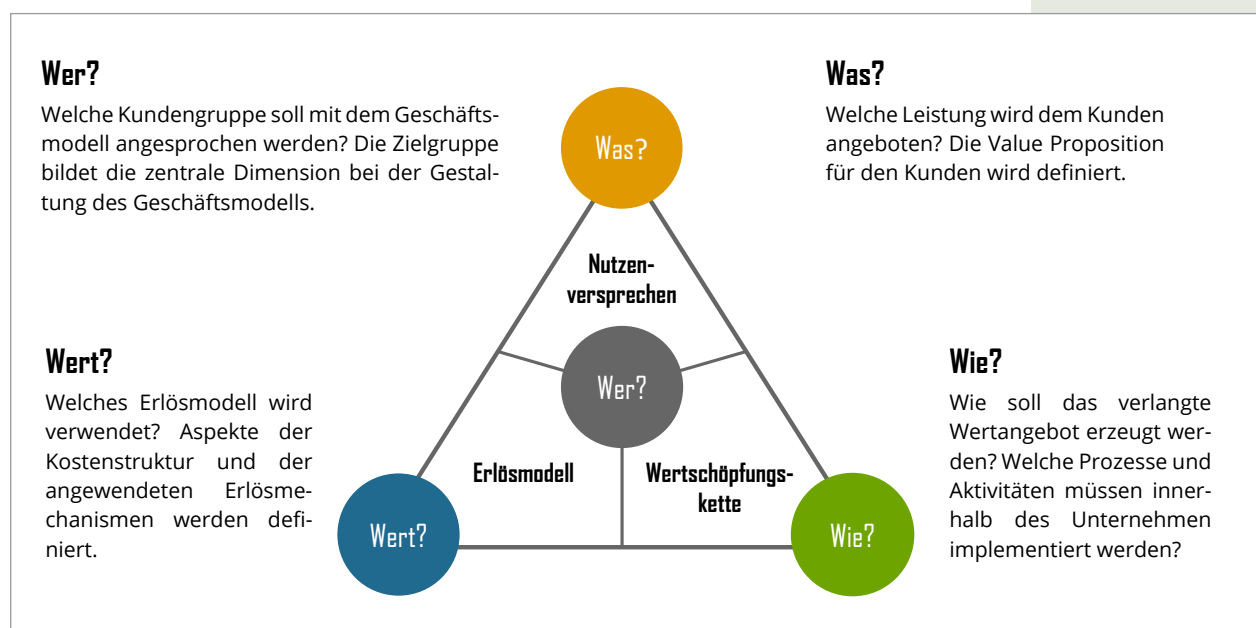 Wer?
Welche Kundengruppe soll mit dem Geschäfts-
modell angesprochen werden? Die Zielgruppe
bildet die zentrale Dimension bei der Gestal-
tung des Geschäftsmodells.
Was?
Welche Leistung wird dem Kunden
angeboten? Die Value Proposition
für den Kunden wird definiert.
Was?
Nutzen-
versprechen
Wer?
Erlösmodell
Wertschöpfungs-
kette
Wert?
Wie?
Wert?
Welches Erlösmodell wird
verwendet? Aspekte der
Kostenstruktur und der
angewendeten Erlösme-
chanismen werden defi-
niert.
Wie?
Wie soll das verlangte
Wertangebot erzeugt wer-
den? Welche Prozesse und
Aktivitäten müssen inner-
halb des Unternehmen
implementiert werden?